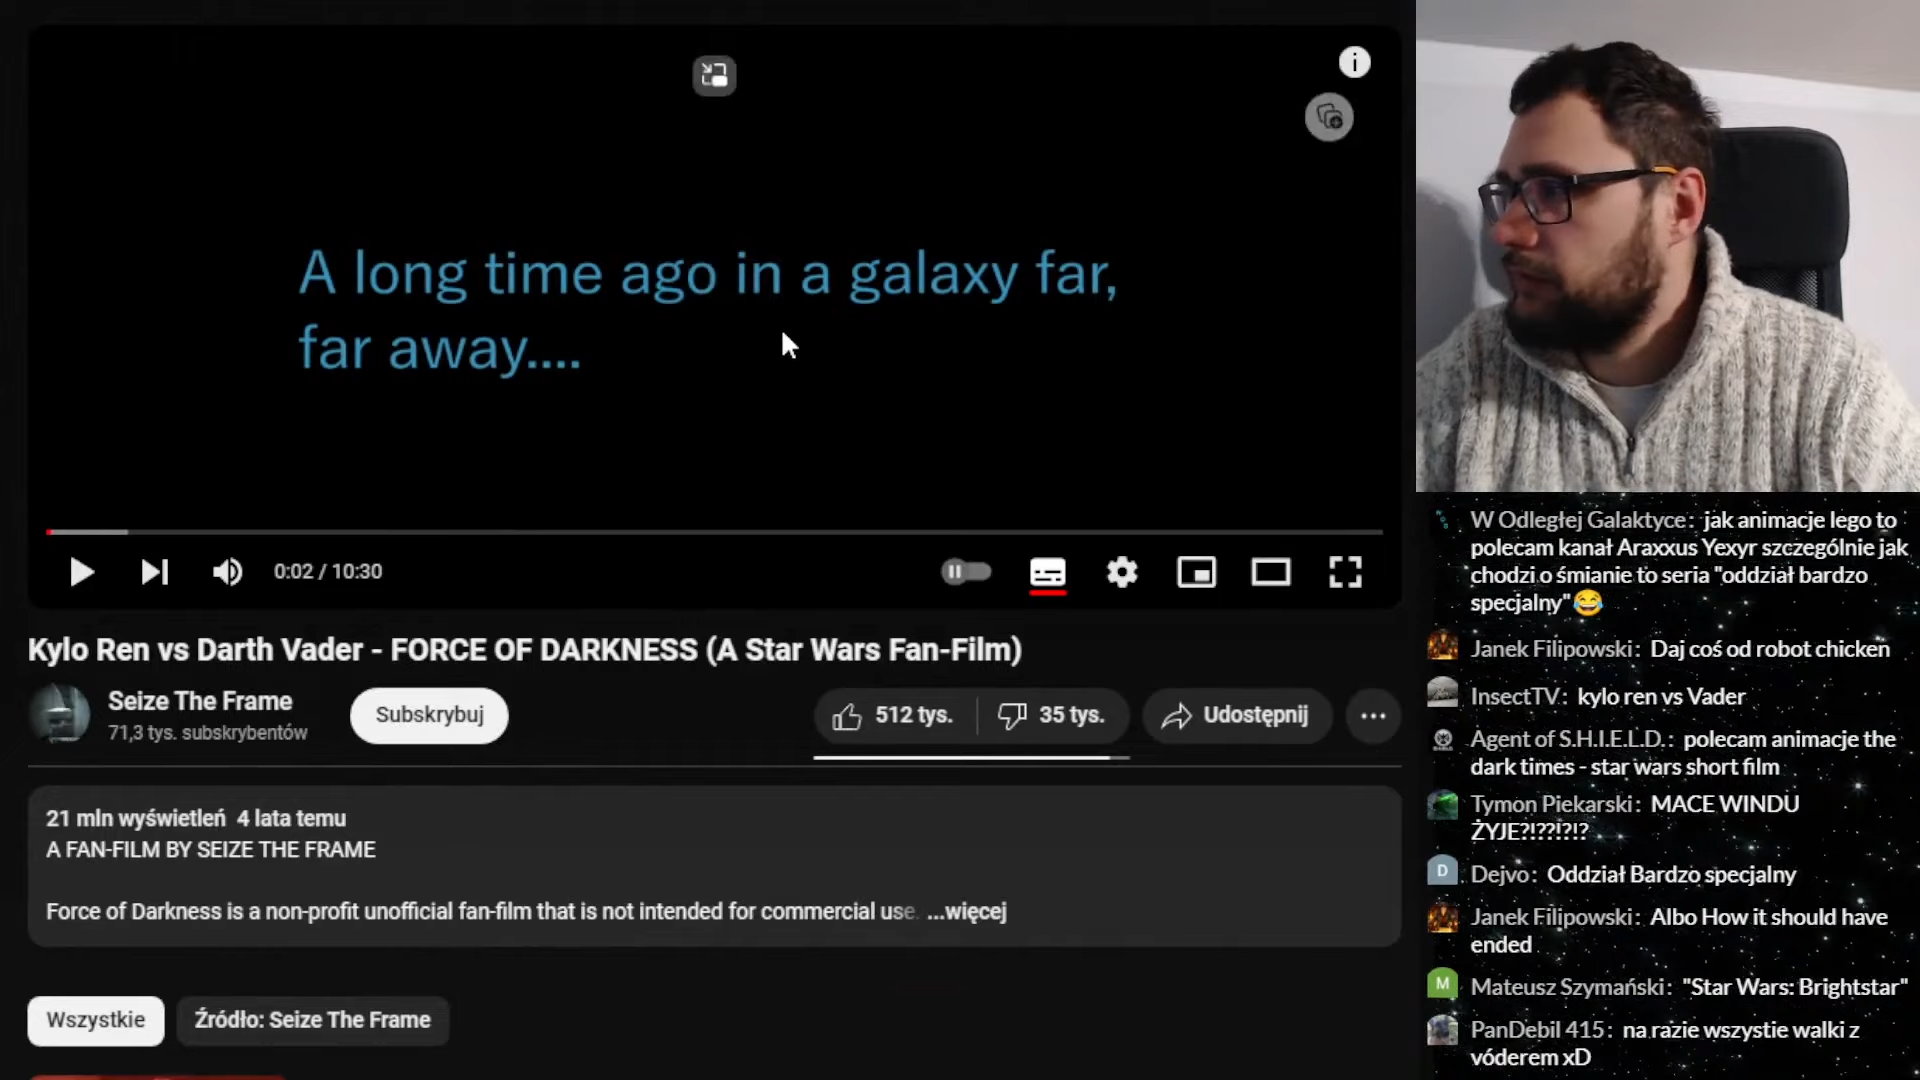 A long time ago in a galaxy far,
far away....
0:02 / 10:30
Kylo Ren vs Darth Vader - FORCE OF DARKNESS (A Star Wars Fan-Film)
Seize The Frame
71,3 tys. subskrybentów
Subskrybuj
512 tys.
35 tys.
Udostępnij
21 mln wyświetleń 4 lata temu
A FAN-FILM BY SEIZE THE FRAME
Force of Darkness is a non-profit unofficial fan-film that is not intended for commercial use. ...więcej
Wszystkie
Źródło: Seize The Frame
W Odległej Galaktyce: jak animacje lego to
polecam kanał Araxxus Yexyr szczególnie jak
chodzi o śmianie to seria "oddział bardzo
specjalny"😂
Janek Filipowski: Daj coś od robot chicken
InsectTV: kylo ren vs Vader
Agent of S.H.I.E.L.D.: polecam animacje the
dark times - star wars short film
Tymon Piekarski: MACE WINDU
ŻYJE?!??!?!?
D
Dejvo: Oddział Bardzo specjalny
Janek Filipowski: Albo How it should have
ended
M
Mateusz Szymański: "Star Wars: Brightstar"
PanDebil 415: na razie wszystie walki z
vóderem xD